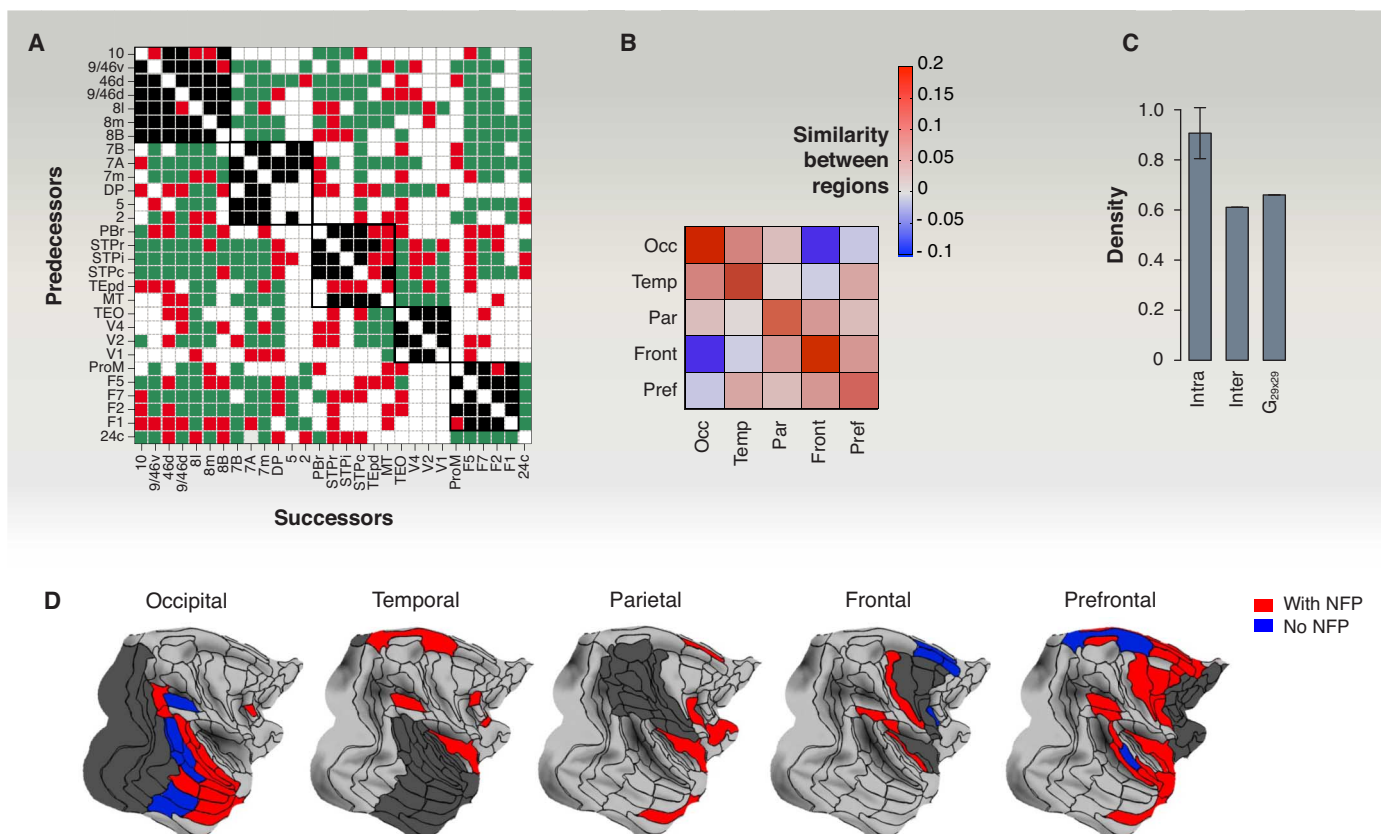 A
B
C
10
9/46v
46d
9/46d
8l
8m
8B
7B
7A
7m
DP
5
2
PBr
STPr
STPi
STPc
TEpd
MT
TEO
V4
V2
V1
ProM
F5
F7
F2
F1
24c
Predecessors
10
9/46v
46d
9/46d
8l
8m
8B
7B
7A
7m
DP
5
2
PBr
STPr
STPi
STPc
TEpd
MT
TEO
V4
V2
V1
ProM
F5
F7
F2
F1
24c
Successors
Similarity
between
regions
0.2
0.15
0.1
0.05
0
- 0.05
- 0.1
Occ
Temp
Par
Front
Pref
Occ
Temp
Par
Front
Pref
Density
1.0
0.8
0.6
0.4
0.2
0
Intra
Inter
G29x29
D
Occipital
Temporal
Parietal
Frontal
Prefrontal
With NFP
No NFP